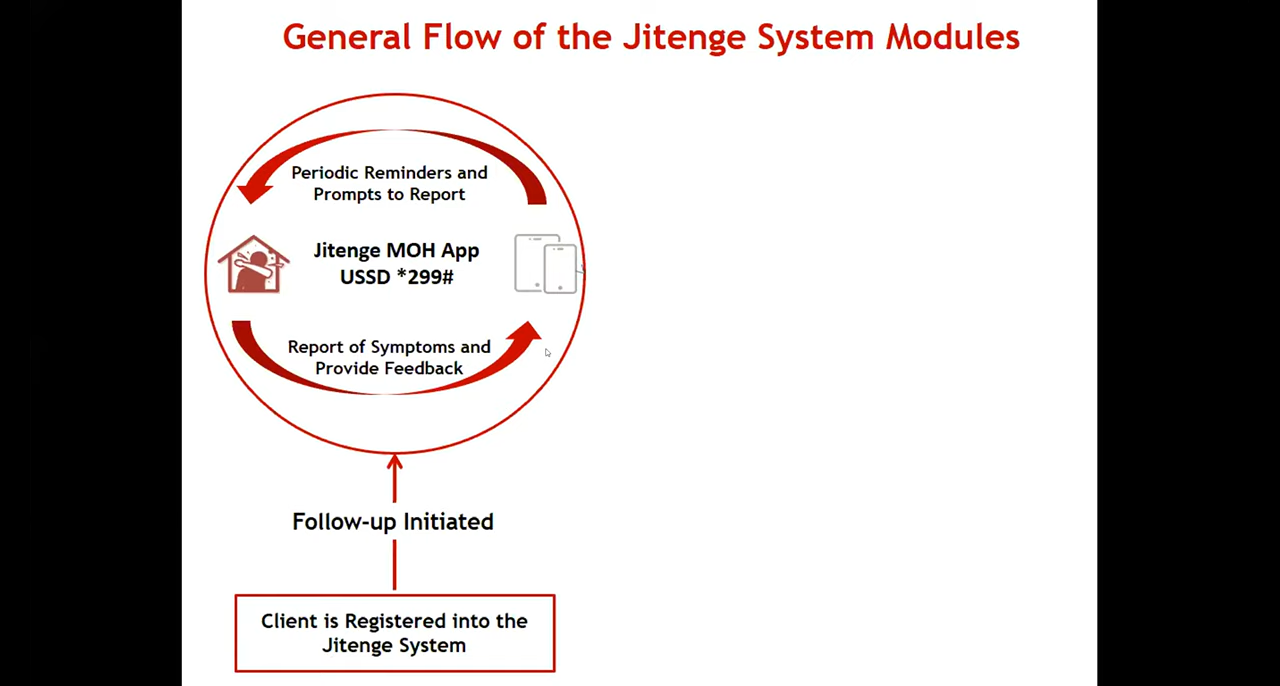 General Flow of the Jitenge System Modules
Periodic Reminders and
Prompts to Report
Jitenge MOH App
USSD *299#
Report of Symptoms and
Provide Feedback
Follow-up Initiated
Client is Registered into the
Jitenge System